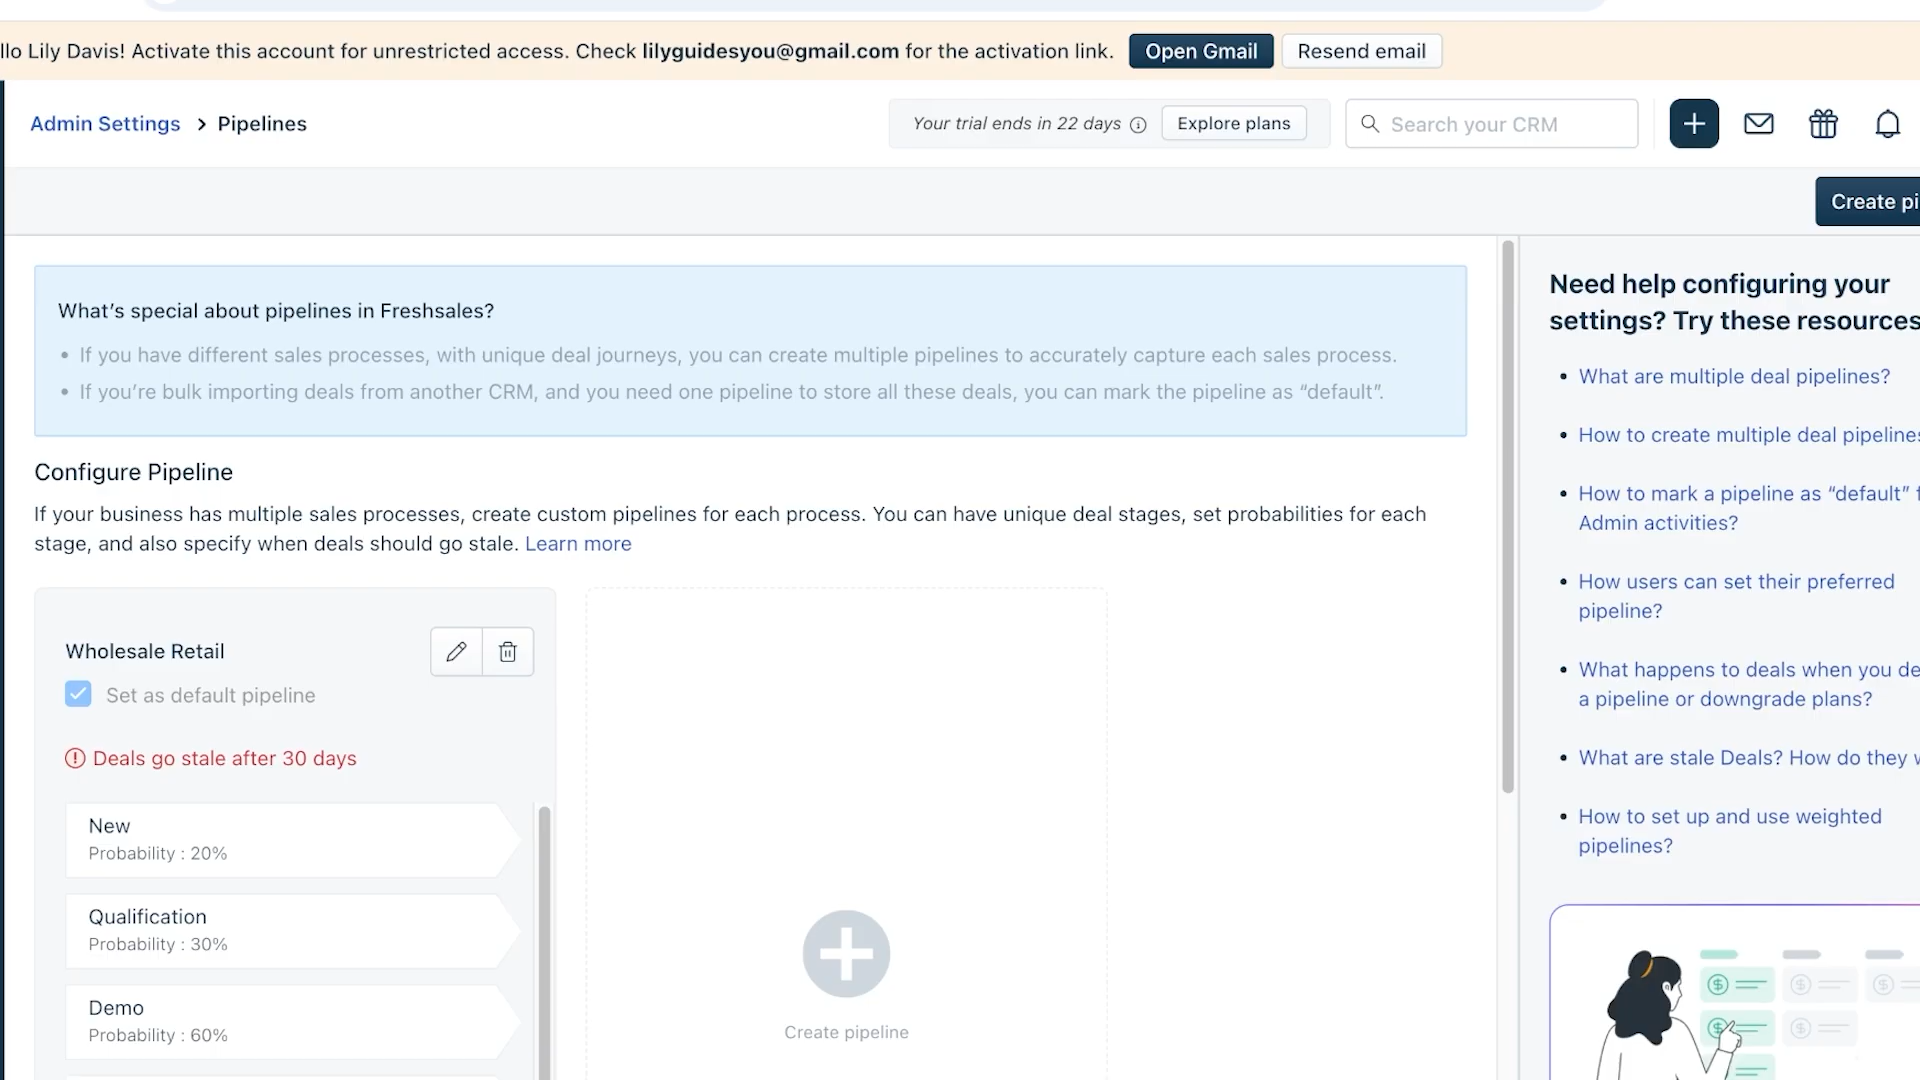 llo Lily Davis! Activate this account for unrestricted access. Check lilyguidesyou@gmail.com for the activation link. Open Gmail Resend email
Admin Settings > Pipelines
Your trial ends in 22 days Explore plans
Search your CRM
Create pi
What's special about pipelines in Freshsales?
• If you have different sales processes, with unique deal journeys, you can create multiple pipelines to accurately capture each sales process.
• If you're bulk importing deals from another CRM, and you need one pipeline to store all these deals, you can mark the pipeline as “default”.
Configure Pipeline
If your business has multiple sales processes, create custom pipelines for each process. You can have unique deal stages, set probabilities for each
stage, and also specify when deals should go stale. Learn more
Wholesale Retail
Set as default pipeline
Deals go stale after 30 days
New
Probability : 20%
Qualification
Probability : 30%
Demo
Probability : 60%
Create pipeline
Need help configuring your
settings? Try these resources
• What are multiple deal pipelines?
• How to create multiple deal pipelines
• How to mark a pipeline as “default” f
Admin activities?
• How users can set their preferred
pipeline?
• What happens to deals when you de
a pipeline or downgrade plans?
• What are stale Deals? How do they w
• How to set up and use weighted
pipelines?